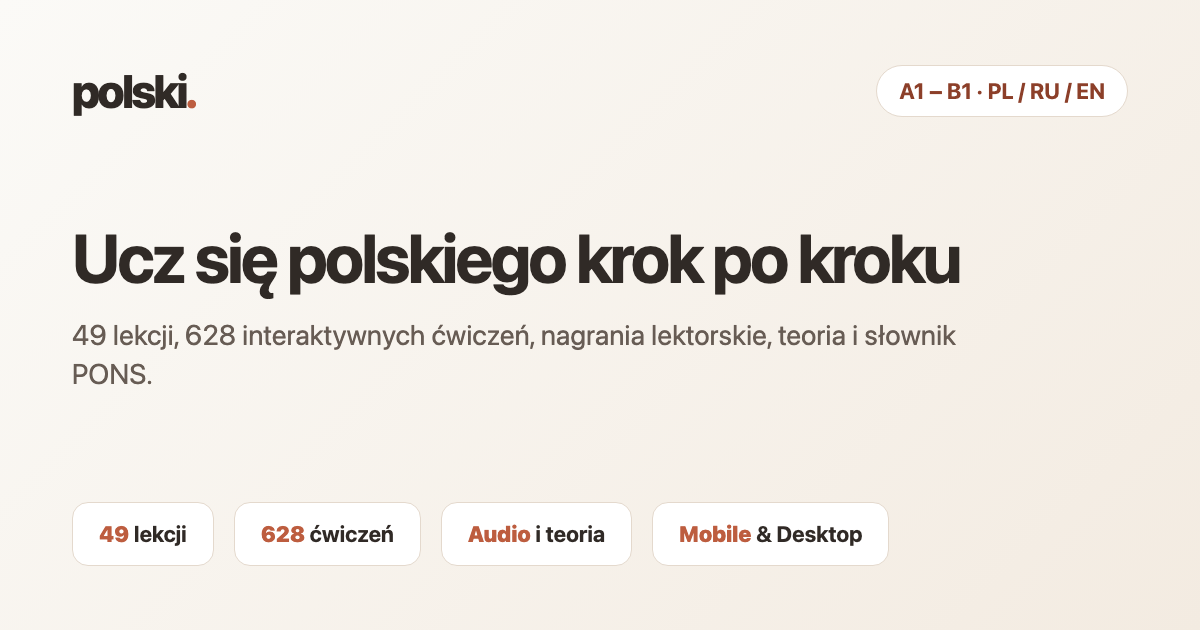 polski.
A1 – B1 · PL / RU / EN
Ucz się polskiego krok po kroku
49 lekcji, 628 interaktywnych ćwiczeń, nagrania lektorskie, teoria i słownik
PONS.
49 lekcji
628 ćwiczeń
Audio i teoria
Mobile & Desktop